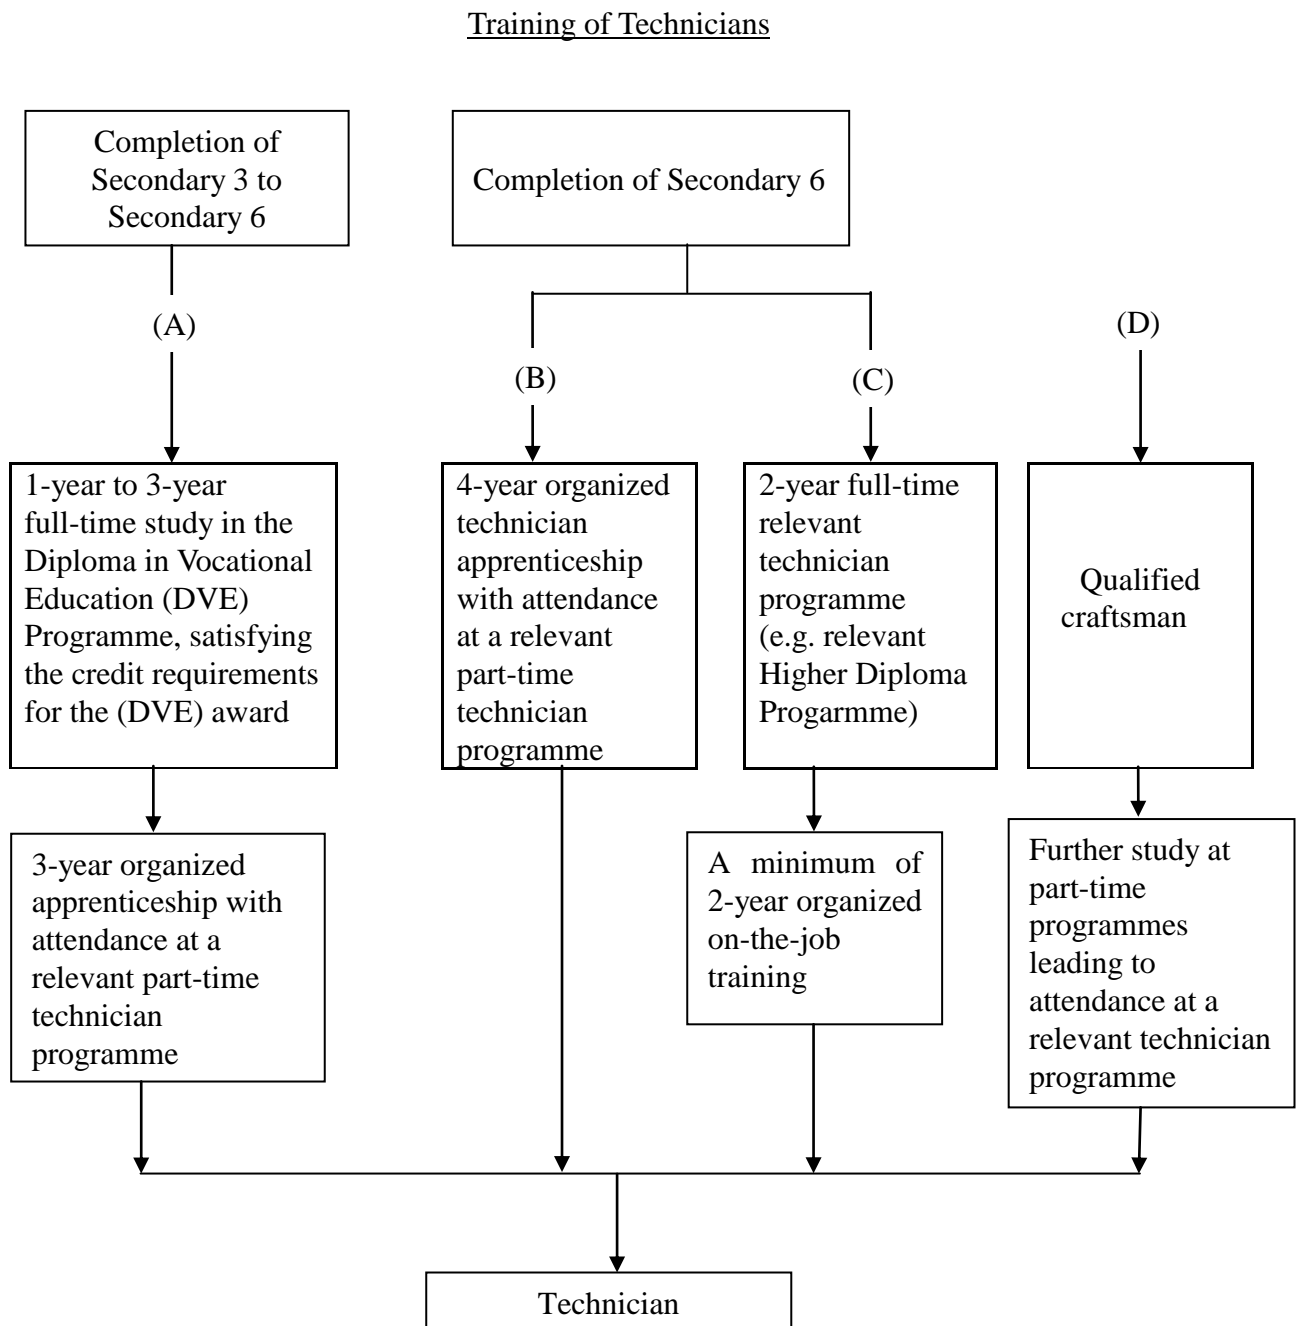 Training of Technicians
Completion of
Secondary 3 to
Secondary 6
Completion of Secondary 6
(A)
(B)
(C)
(D)
1-year to 3-year
full-time study in the
Diploma in Vocational
Education (DVE)
Programme, satisfying
the credit requirements
for the (DVE) award
4-year organized
technician
apprenticeship
with attendance
at a relevant
part-time
technician
programme
2-year full-time
relevant
technician
programme
(e.g. relevant
Higher Diploma
Progarmme)
Qualified
craftsman
3-year organized
apprenticeship with
attendance at a
relevant part-time
technician
programme
A minimum of
2-year organized
on-the-job
training
Further study at
part-time
programmes
leading to
attendance at a
relevant technician
programme
Technician